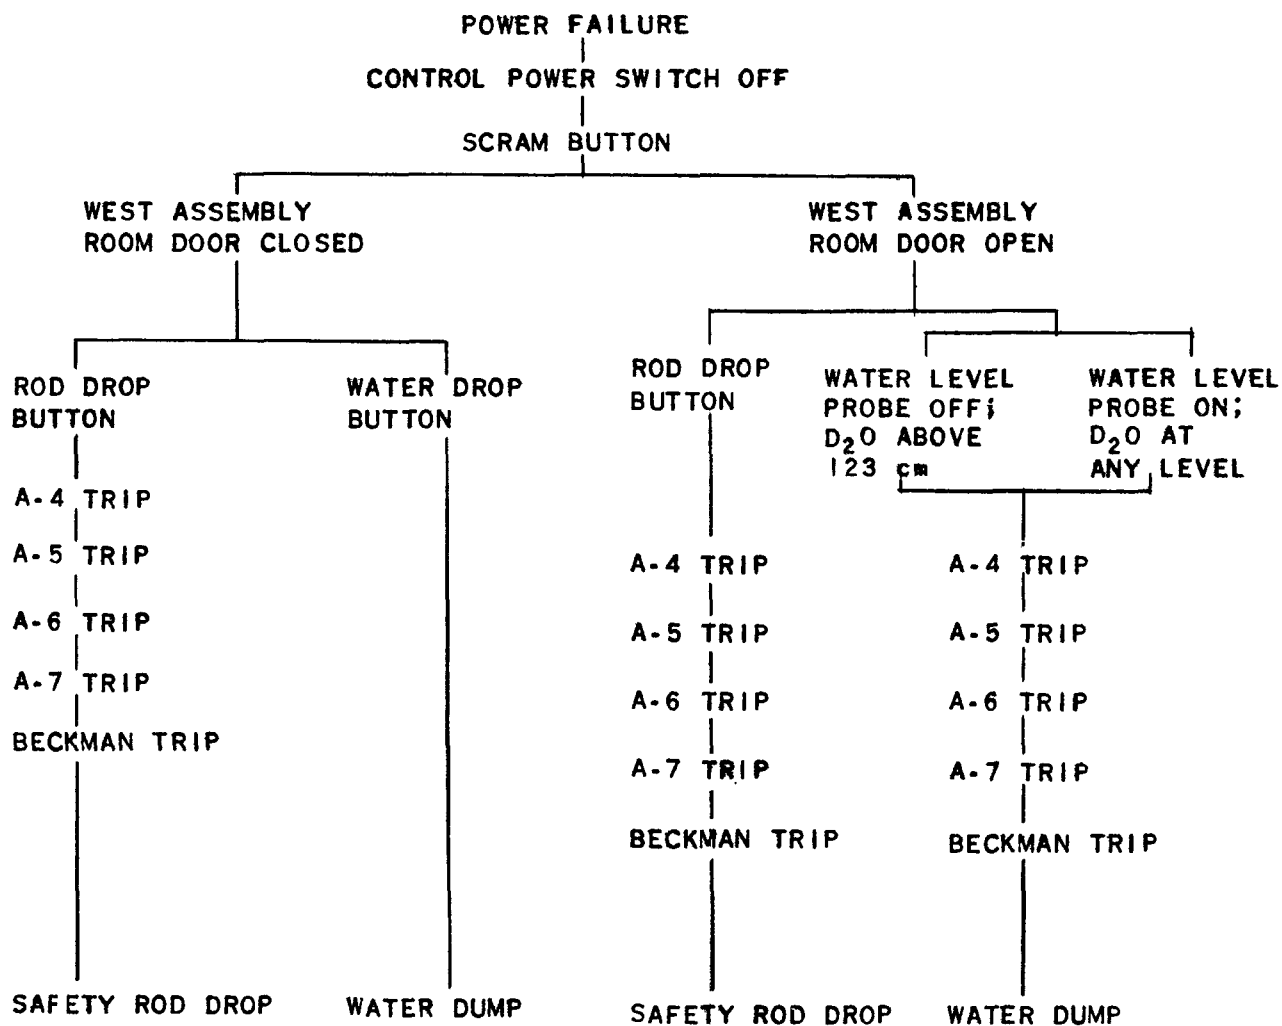 POWER FAILURE
CONTROL POWER SWITCH OFF
SCRAM BUTTON
WEST ASSEMBLY
ROOM DOOR CLOSED
WEST ASSEMBLY
ROOM DOOR OPEN
ROD DROP
BUTTON
A-4 TRIP
A-5 TRIP
A-6 TRIP
A-7 TRIP
BECKMAN TRIP
SAFETY ROD DROP
WATER DROP
BUTTON
WATER DUMP
ROD DROP
BUTTON
A-4 TRIP
A-5 TRIP
A-6 TRIP
A-7 TRIP
BECKMAN TRIP
SAFETY ROD DROP
WATER LEVEL
PROBE OFF;
D₂O ABOVE
123 cm
WATER LEVEL
PROBE ON;
D₂O AT
ANY LEVEL
A-4 TRIP
A-5 TRIP
A-6 TRIP
A-7 TRIP
BECKMAN TRIP
WATER DUMP